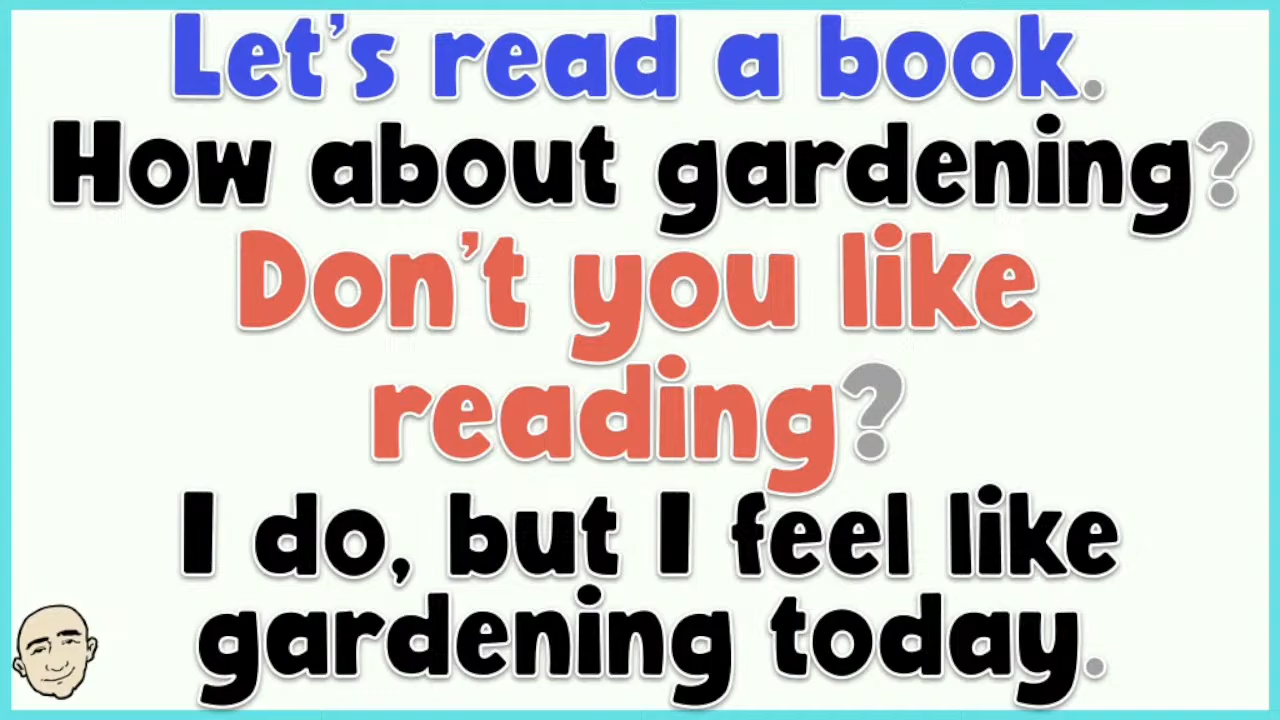 Let's read a book.
How about gardening?
Don't you like
reading?
I do, but I feel like
gardening today.